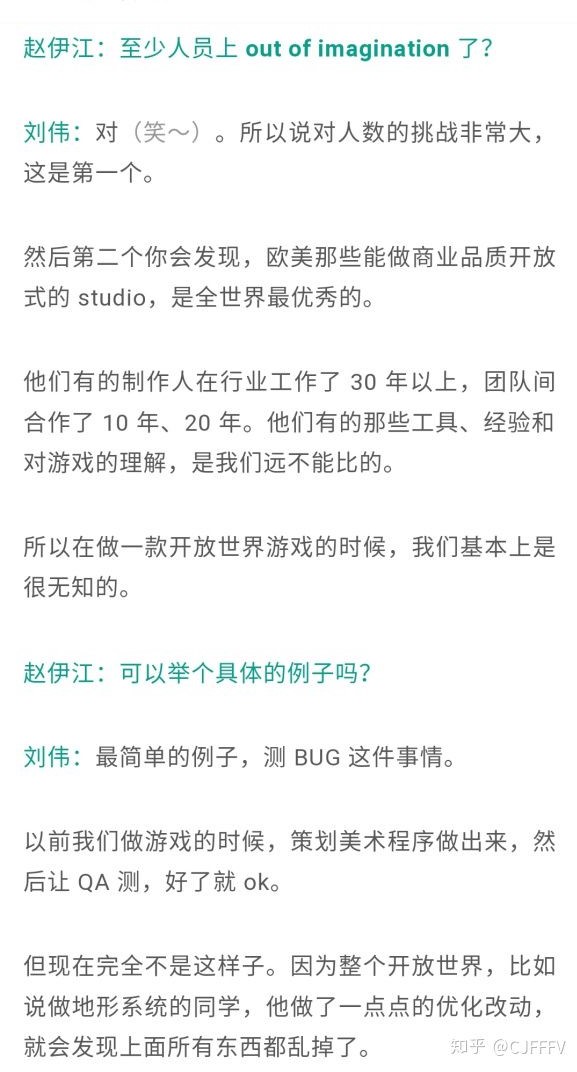 赵伊江：至少人员上 out of imagination 了？
刘伟：对（笑～）。所以说对人数的挑战非常大，
这是第一个。
然后第二个你会发现，欧美那些能做商业品质开放
式的 studio，是全世界最优秀的。
他们有的制作人在行业工作了 30 年以上，团队间
合作了 10 年、20 年。他们有的那些工具、经验和
对游戏的理解，是我们远不能比的。
所以在做一款开放世界游戏的时候，我们基本上是
很无知的。
赵伊江：可以举个具体的例子吗？
刘伟：最简单的例子，测 BUG 这件事情。
以前我们做游戏的时候，策划美术程序做出来，然
后让 QA 测，好了就 ok。
但现在完全不是这样子。因为整个开放世界，比如
说做地形系统的同学，他做了一点点的优化改动，
就会发现上面所有东西都乱掉了。
知乎 @CJFFFV